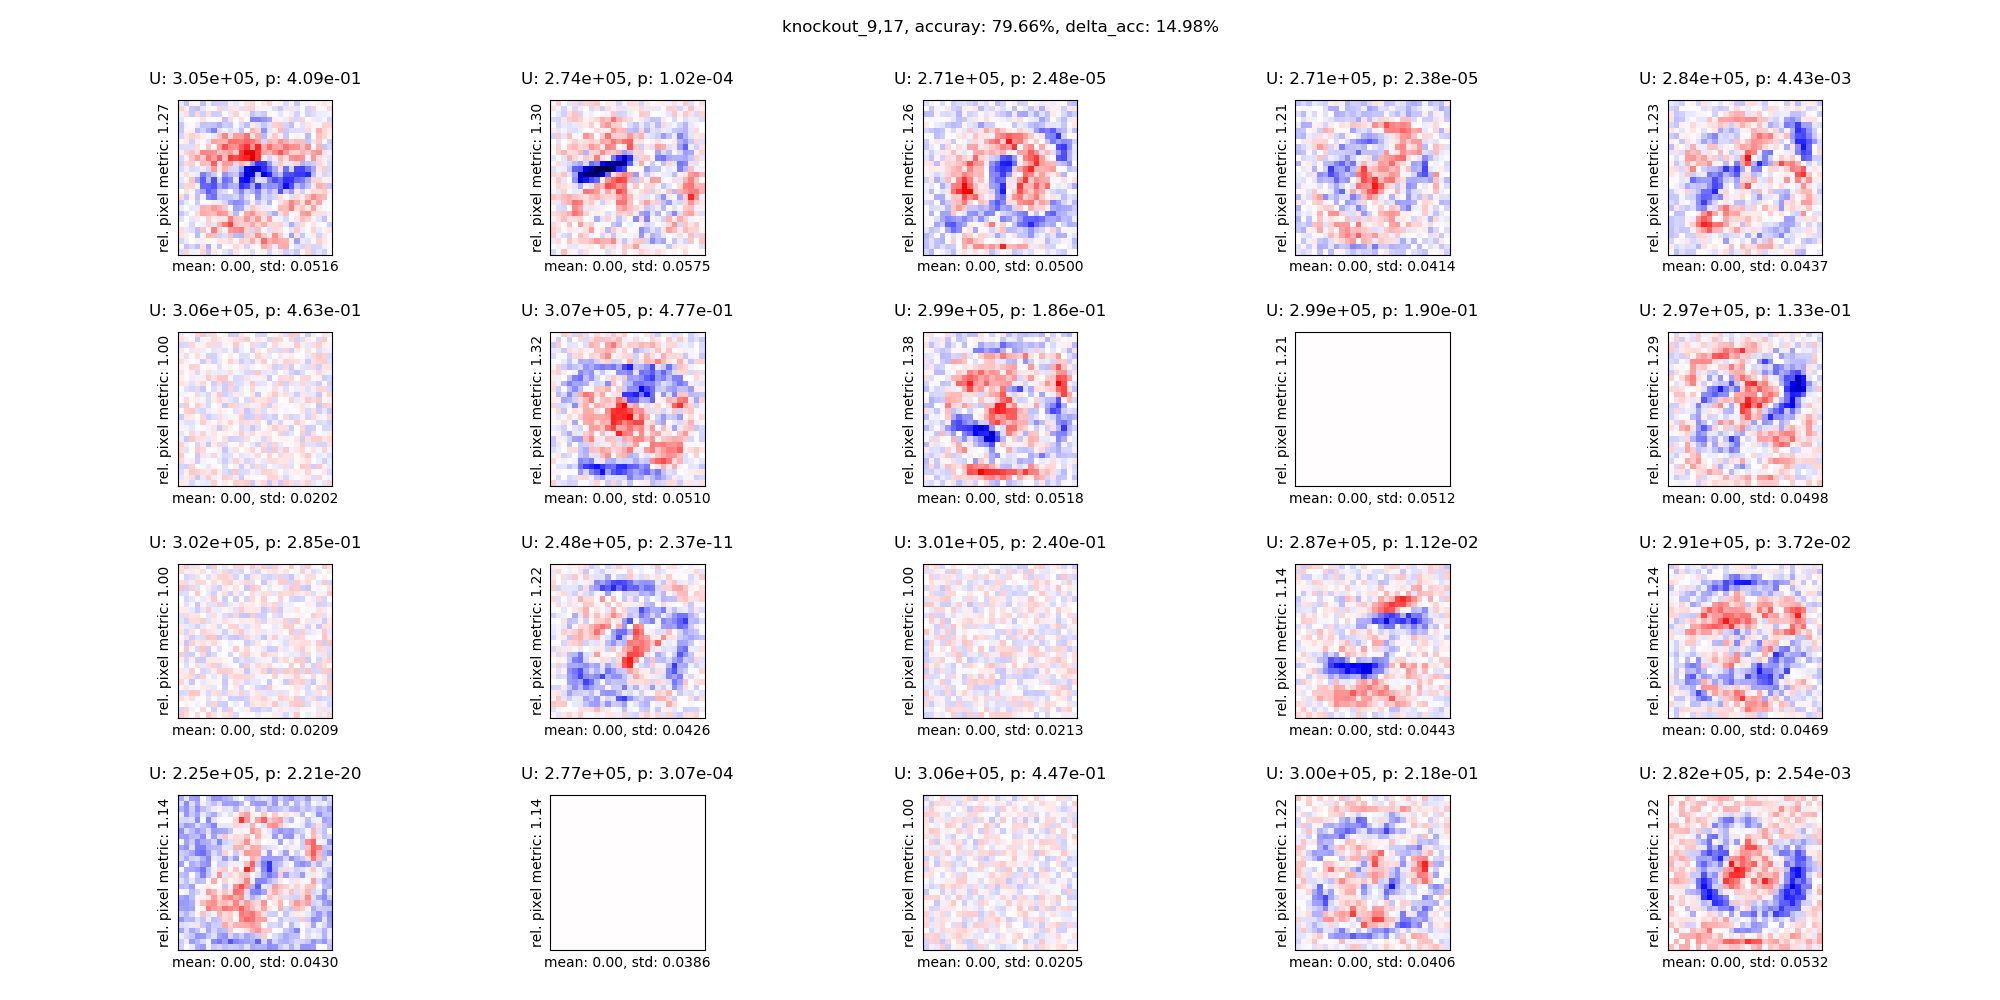 knockout_9,17, accuray: 79.66%, delta_acc: 14.98%
U: 3.05e+05, p: 4.09e-01
rel. pixel metric: 1.27
mean: 0.00, std: 0.0516
U: 2.74e+05, p: 1.02e-04
rel. pixel metric: 1.30
mean: 0.00, std: 0.0575
U: 2.71e+05, p: 2.48e-05
rel. pixel metric: 1.26
mean: 0.00, std: 0.0500
U: 2.71e+05, p: 2.38e-05
rel. pixel metric: 1.21
mean: 0.00, std: 0.0414
U: 2.84e+05, p: 4.43e-03
rel. pixel metric: 1.23
mean: 0.00, std: 0.0437
U: 3.06e+05, p: 4.63e-01
rel. pixel metric: 1.00
mean: 0.00, std: 0.0202
U: 3.07e+05, p: 4.77e-01
rel. pixel metric: 1.32
mean: 0.00, std: 0.0510
U: 2.99e+05, p: 1.86e-01
rel. pixel metric: 1.38
mean: 0.00, std: 0.0518
U: 2.99e+05, p: 1.90e-01
rel. pixel metric: 1.21
mean: 0.00, std: 0.0512
U: 2.97e+05, p: 1.33e-01
rel. pixel metric: 1.29
mean: 0.00, std: 0.0498
U: 3.02e+05, p: 2.85e-01
rel. pixel metric: 1.00
mean: 0.00, std: 0.0209
U: 2.48e+05, p: 2.37e-11
rel. pixel metric: 1.22
mean: 0.00, std: 0.0426
U: 3.01e+05, p: 2.40e-01
rel. pixel metric: 1.00
mean: 0.00, std: 0.0213
U: 2.87e+05, p: 1.12e-02
rel. pixel metric: 1.14
mean: 0.00, std: 0.0443
U: 2.91e+05, p: 3.72e-02
rel. pixel metric: 1.24
mean: 0.00, std: 0.0469
U: 2.25e+05, p: 2.21e-20
rel. pixel metric: 1.14
mean: 0.00, std: 0.0430
U: 2.77e+05, p: 3.07e-04
rel. pixel metric: 1.14
mean: 0.00, std: 0.0386
U: 3.06e+05, p: 4.47e-01
rel. pixel metric: 1.00
mean: 0.00, std: 0.0205
U: 3.00e+05, p: 2.18e-01
rel. pixel metric: 1.22
mean: 0.00, std: 0.0406
U: 2.82e+05, p: 2.54e-03
rel. pixel metric: 1.22
mean: 0.00, std: 0.0532